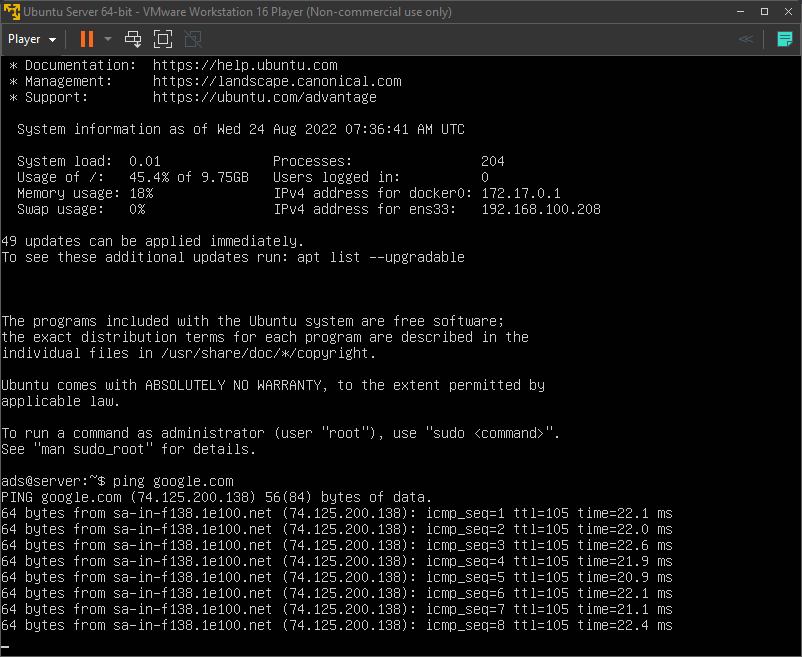 Ubuntu Server 64-bit - VMware Workstation 16 Player (Non-commercial use only)
Player
 * Documentation:  https://help.ubuntu.com
 * Management:     https://landscape.canonical.com
 * Support:        https://ubuntu.com/advantage

  System information as of Wed 24 Aug 2022 07:36:41 AM UTC

  System load:  0.01              Processes:                204
  Usage of /:   45.4% of 9.75GB   Users logged in:          0
  Memory usage: 18%               IPv4 address for docker0: 172.17.0.1
  Swap usage:   0%                IPv4 address for ens33:   192.168.100.208

49 updates can be applied immediately.
To see these additional updates run: apt list --upgradable

The programs included with the Ubuntu system are free software;
the exact distribution terms for each program are described in the
individual files in /usr/share/doc/*/copyright.

Ubuntu comes with ABSOLUTELY NO WARRANTY, to the extent permitted by
applicable law.

To run a command as administrator (user "root"), use "sudo <command>".
See "man sudo_root" for details.

ads@server:~$ ping google.com
PING google.com (74.125.200.138) 56(84) bytes of data.
64 bytes from sa-in-f138.1e100.net (74.125.200.138): icmp_seq=1 ttl=105 time=22.1 ms
64 bytes from sa-in-f138.1e100.net (74.125.200.138): icmp_seq=2 ttl=105 time=22.0 ms
64 bytes from sa-in-f138.1e100.net (74.125.200.138): icmp_seq=3 ttl=105 time=22.6 ms
64 bytes from sa-in-f138.1e100.net (74.125.200.138): icmp_seq=4 ttl=105 time=21.9 ms
64 bytes from sa-in-f138.1e100.net (74.125.200.138): icmp_seq=5 ttl=105 time=20.9 ms
64 bytes from sa-in-f138.1e100.net (74.125.200.138): icmp_seq=6 ttl=105 time=22.1 ms
64 bytes from sa-in-f138.1e100.net (74.125.200.138): icmp_seq=7 ttl=105 time=21.1 ms
64 bytes from sa-in-f138.1e100.net (74.125.200.138): icmp_seq=8 ttl=105 time=22.4 ms